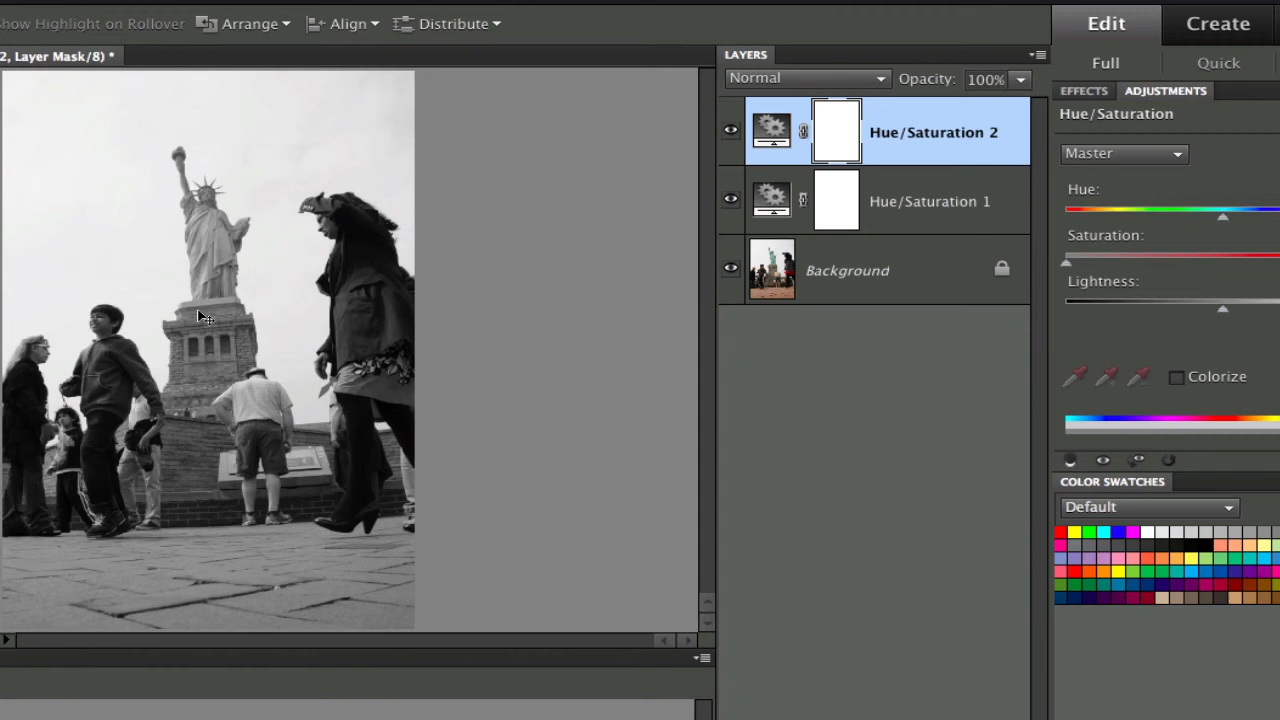 how Highlight on Rollover Arrange Align Distribute
2, Layer Mask/8) *
LAYERS
Normal Opacity: 100%
Hue/Saturation 2
Hue/Saturation 1
Background
Edit Create
Full Quick
EFFECTS ADJUSTMENTS
Hue/Saturation
Master
Hue:
Saturation:
Lightness:
Colorize
COLOR SWATCHES
Default